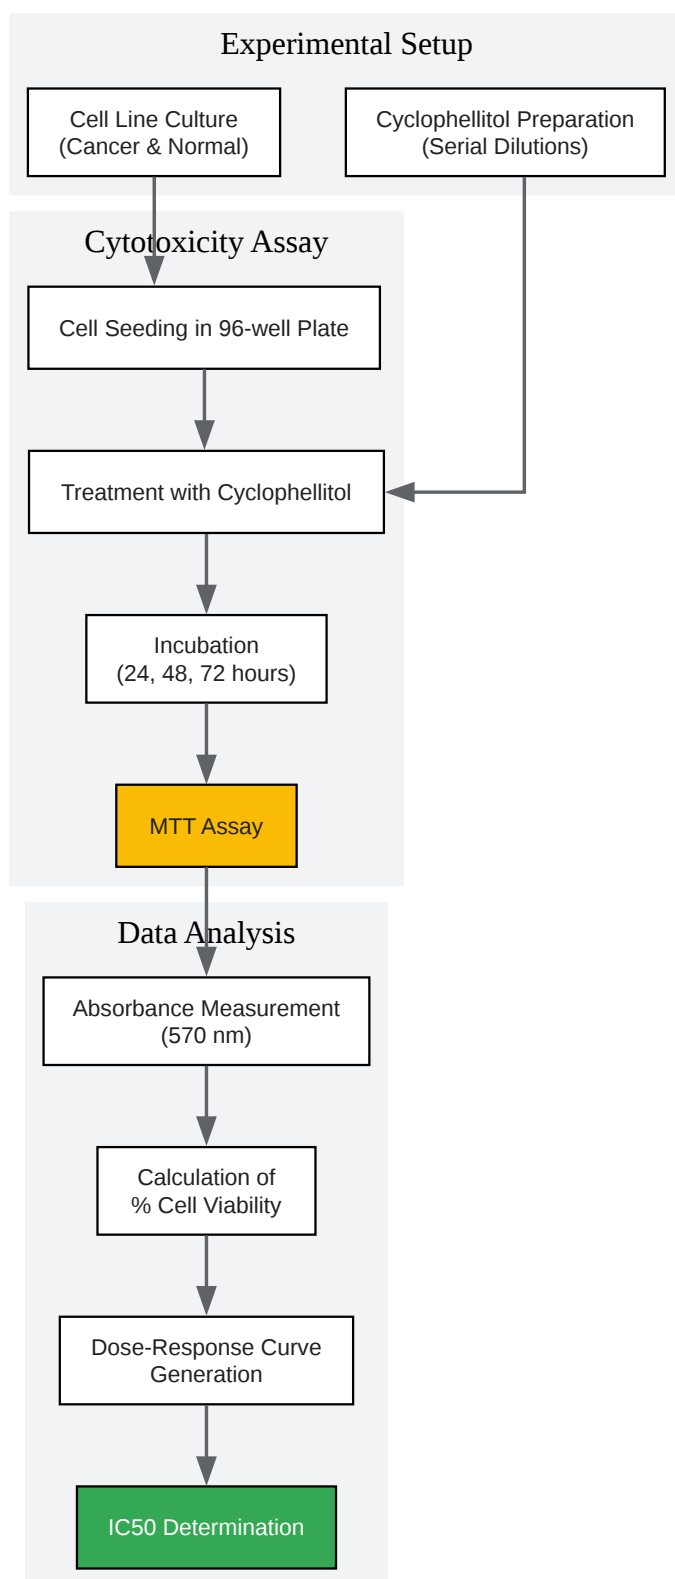 Experimental Setup
Cell Line Culture
(Cancer & Normal)
Cyclophellitol Preparation
(Serial Dilutions)
Cytotoxicity Assay
Cell Seeding in 96-well Plate
Treatment with Cyclophellitol
Incubation
(24, 48, 72 hours)
MTT Assay
Data Analysis
Absorbance Measurement
(570 nm)
Calculation of
% Cell Viability
Dose-Response Curve
Generation
IC50 Determination